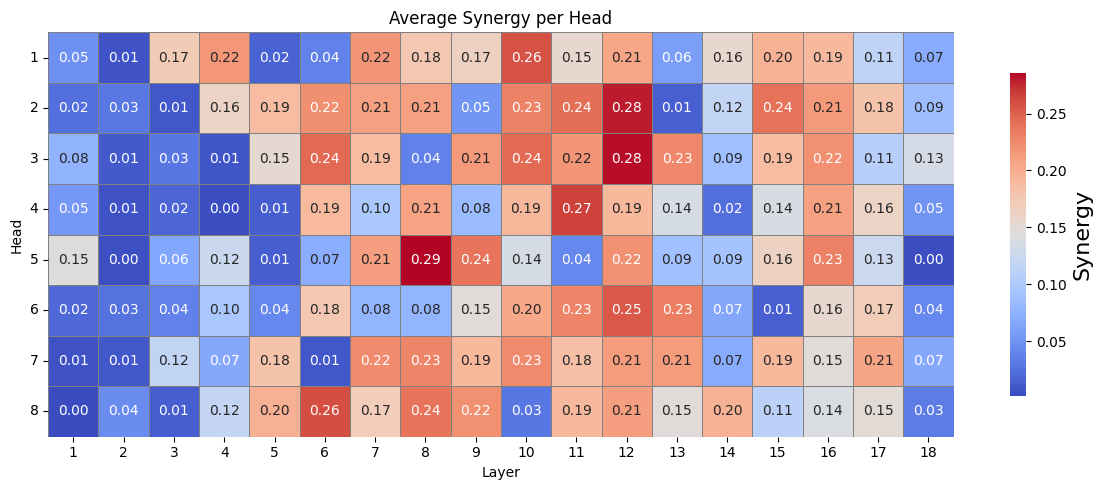 Average Synergy per Head
1 0.05 0.01 0.17 0.22 0.02 0.04 0.22 0.18 0.17 0.26 0.15 0.21 0.06 0.16 0.20 0.19 0.11 0.07
2 0.02 0.03 0.01 0.16 0.19 0.22 0.21 0.21 0.05 0.23 0.24 0.28 0.01 0.12 0.24 0.21 0.18 0.09
3 0.08 0.01 0.03 0.01 0.15 0.24 0.19 0.04 0.21 0.24 0.22 0.28 0.23 0.09 0.19 0.22 0.11 0.13
4 0.05 0.01 0.02 0.00 0.01 0.19 0.10 0.21 0.08 0.19 0.27 0.19 0.14 0.02 0.14 0.21 0.16 0.05
5 0.15 0.00 0.06 0.12 0.01 0.07 0.21 0.29 0.24 0.14 0.04 0.22 0.09 0.09 0.16 0.23 0.13 0.00
6 0.02 0.03 0.04 0.10 0.04 0.18 0.08 0.08 0.15 0.20 0.23 0.25 0.23 0.07 0.01 0.16 0.17 0.04
7 0.01 0.01 0.12 0.07 0.18 0.01 0.22 0.23 0.19 0.23 0.18 0.21 0.21 0.07 0.19 0.15 0.21 0.07
8 0.00 0.04 0.01 0.12 0.20 0.26 0.17 0.24 0.22 0.03 0.19 0.21 0.15 0.20 0.11 0.14 0.15 0.03
Head
1 2 3 4 5 6 7 8 9 10 11 12 13 14 15 16 17 18
Layer
0.25
0.20
0.15
0.10
0.05
Synergy